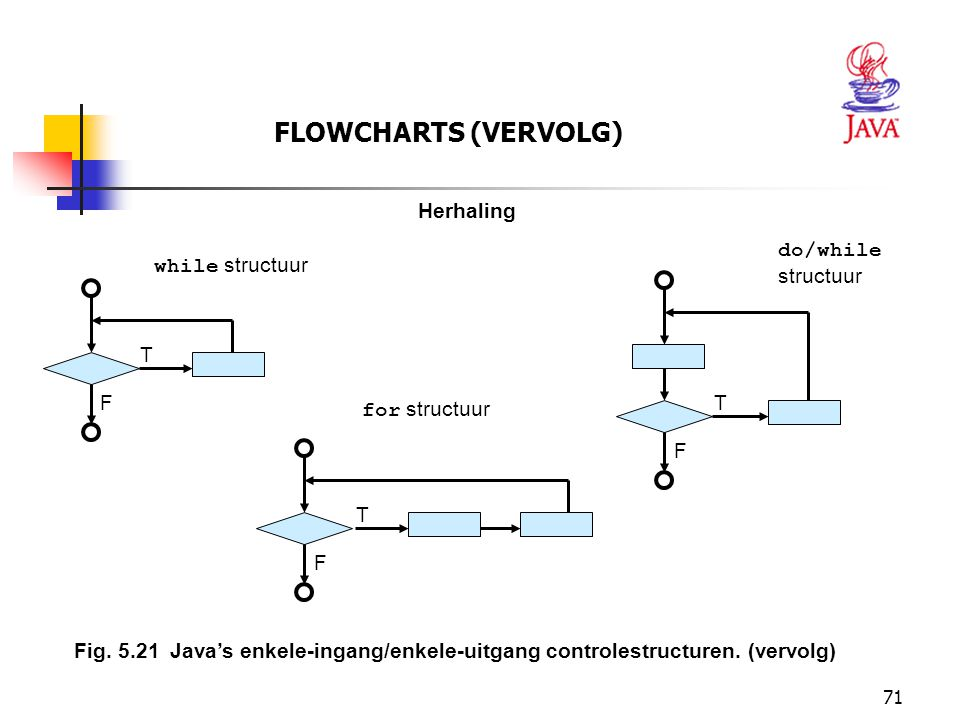 FLOWCHARTS (VERVOLG)
JAVA™
Herhaling
while structuur
T
F
for structuur
T
F
do/while
structuur
T
F
Fig. 5.21 Java’s enkele-ingang/enkele-uitgang controlestructuren. (vervolg)
71